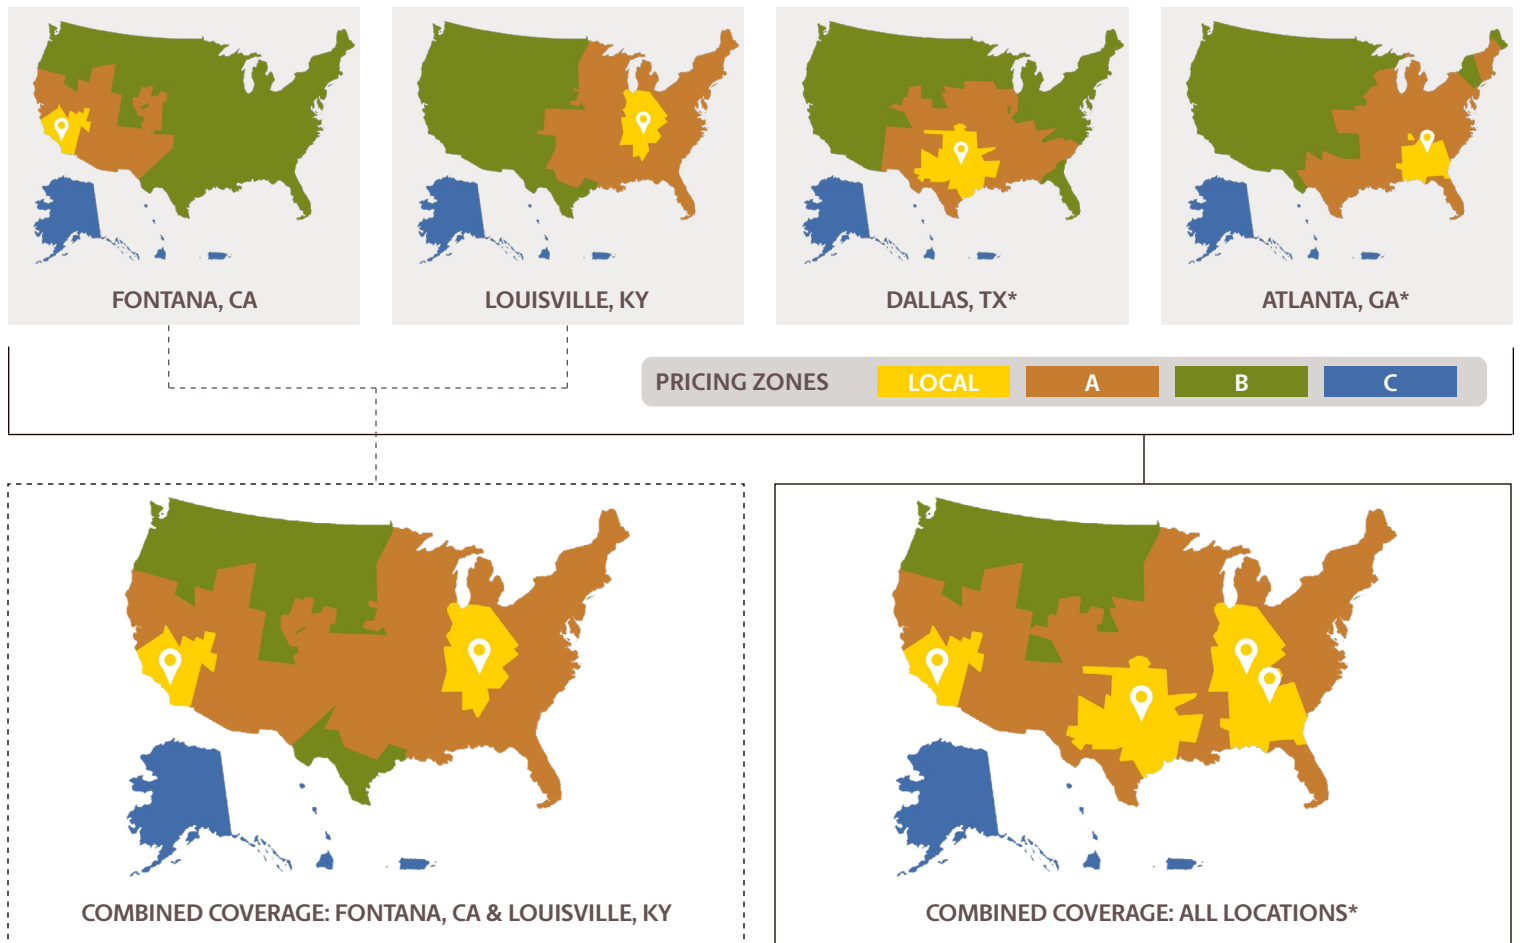 FONTANA, CA
LOUISVILLE, KY
DALLAS, TX*
ATLANTA, GA*
PRICING ZONES LOCAL A B C
COMBINED COVERAGE: FONTANA, CA & LOUISVILLE, KY
COMBINED COVERAGE: ALL LOCATIONS*